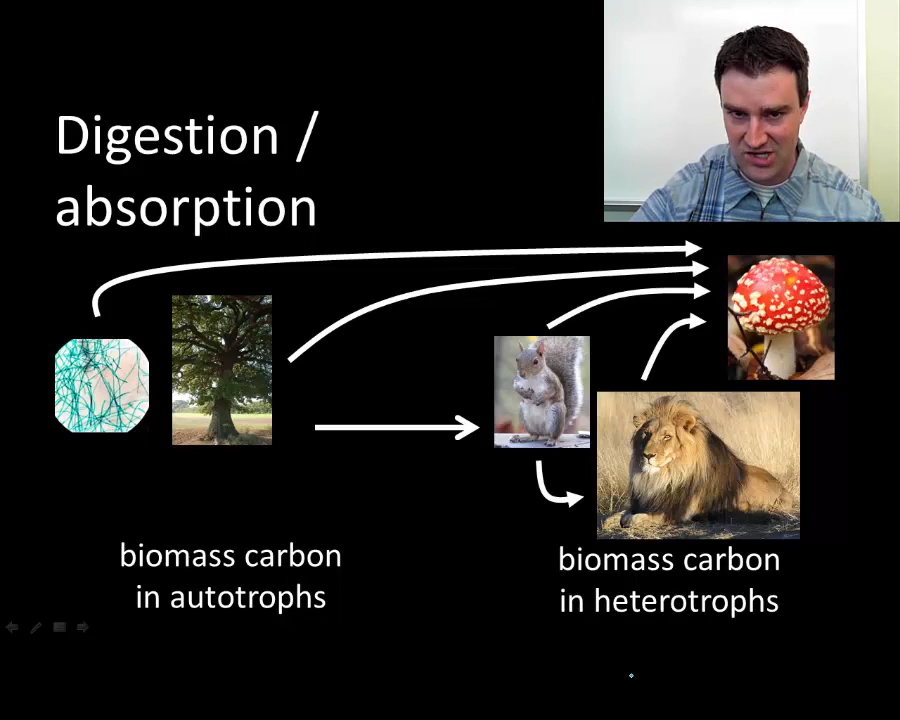 Digestion /
absorption
biomass carbon
in autotrophs
biomass carbon
in heterotrophs